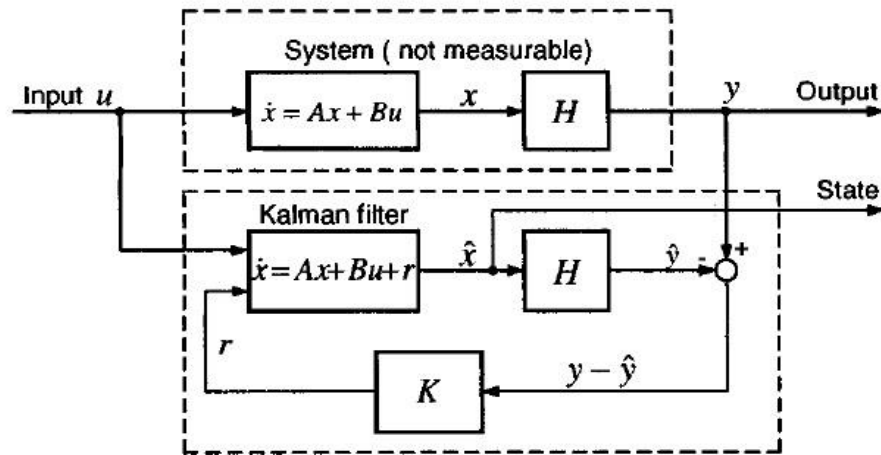 System ( not measurable)
Input u
ẋ = Ax + Bu
x
H
y
Output
State
Kalman filter
ẋ = Ax+Bu+r
x̂
H
ŷ
-
+
r
K
y − ŷ